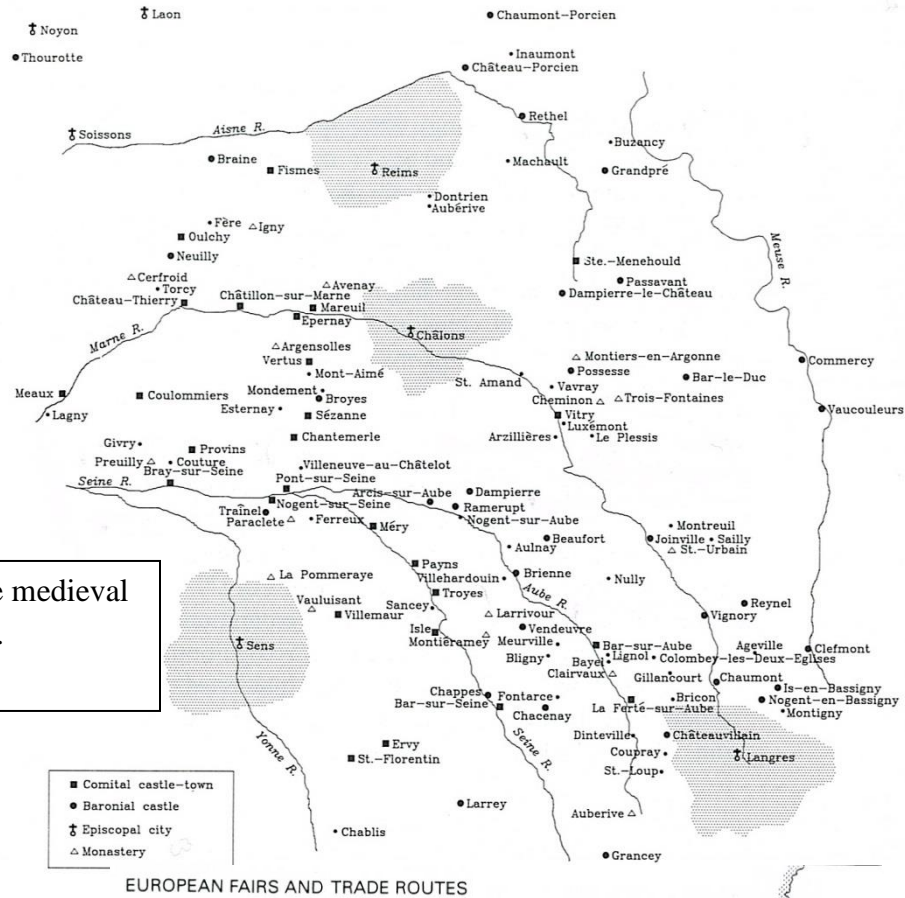 Chaumont-Porcien
Laon
Noyon
Thourotte
Inaumont
Château-Porcien
Rethel
Soissons
Aisne R.
Buzancy
Braine
Fismes
Reims
Machault
Grandpré
Dontrien
Aubérive
Fère
Igny
Oulchy
Neuilly
Meuse R.
Ste.-Menehould
Cerfroid
Torcy
Avenay
Passavant
Château-Thierry
Châtillon-sur-Marne
Mareuil
Dampierre-le-Château
Epernay
Marne R.
Châlons
Argensolles
Vertus
Montiers-en-Argonne
Commercy
Mont-Aimé
St. Amand
Possesse
Bar-le-Duc
Meaux
Coulommiers
Mondement
Broyes
Vavray
Cheminon
Trois-Fontaines
Lagny
Esternay
Sézanne
Vitry
Vaucouleurs
Luxémont
Chantemerle
Arzillières
Le Plessis
Givry
Provins
Preuilly
Couture
Villeneuve-au-Châtelot
Bray-sur-Seine
Pont-sur-Seine
Seine R.
Arcis-sur-Aube
Dampierre
Nogent-sur-Seine
Ramerupt
Traînel
Paraclete
Ferreux
Méry
Nogent-sur-Aube
Montreuil
Beaufort
Joinville
Sailly
Aulnay
St.-Urbain
e medieval
.
La Pommeraye
Payns
Villehardouin
Brienne
Nully
Troyes
Aube R.
Vauluisant
Villemaur
Sancey
Larrivour
Reynel
Vignory
Isle
Vendeuvre
Montiéramey
Meurville
Bar-sur-Aube
Sens
Bligny
Lignol
Ageville
Clefmont
Bayel
Colombey-les-Deux-Eglises
Clairvaux
Gillancourt
Chaumont
Is-en-Bassigny
Chappes
Fontarce
Bricon
Nogent-en-Bassigny
Bar-sur-Seine
Chacenay
La Ferté-sur-Aube
Montigny
Yonne R.
Seine R.
Dinteville
Châteauvillain
Ervy
Coupray
Langres
St.-Florentin
St.-Loup
Larrey
Auberive
Chablis
Grancey
Comital castle-town
Baronial castle
Episcopal city
Monastery
EUROPEAN FAIRS AND TRADE ROUTES